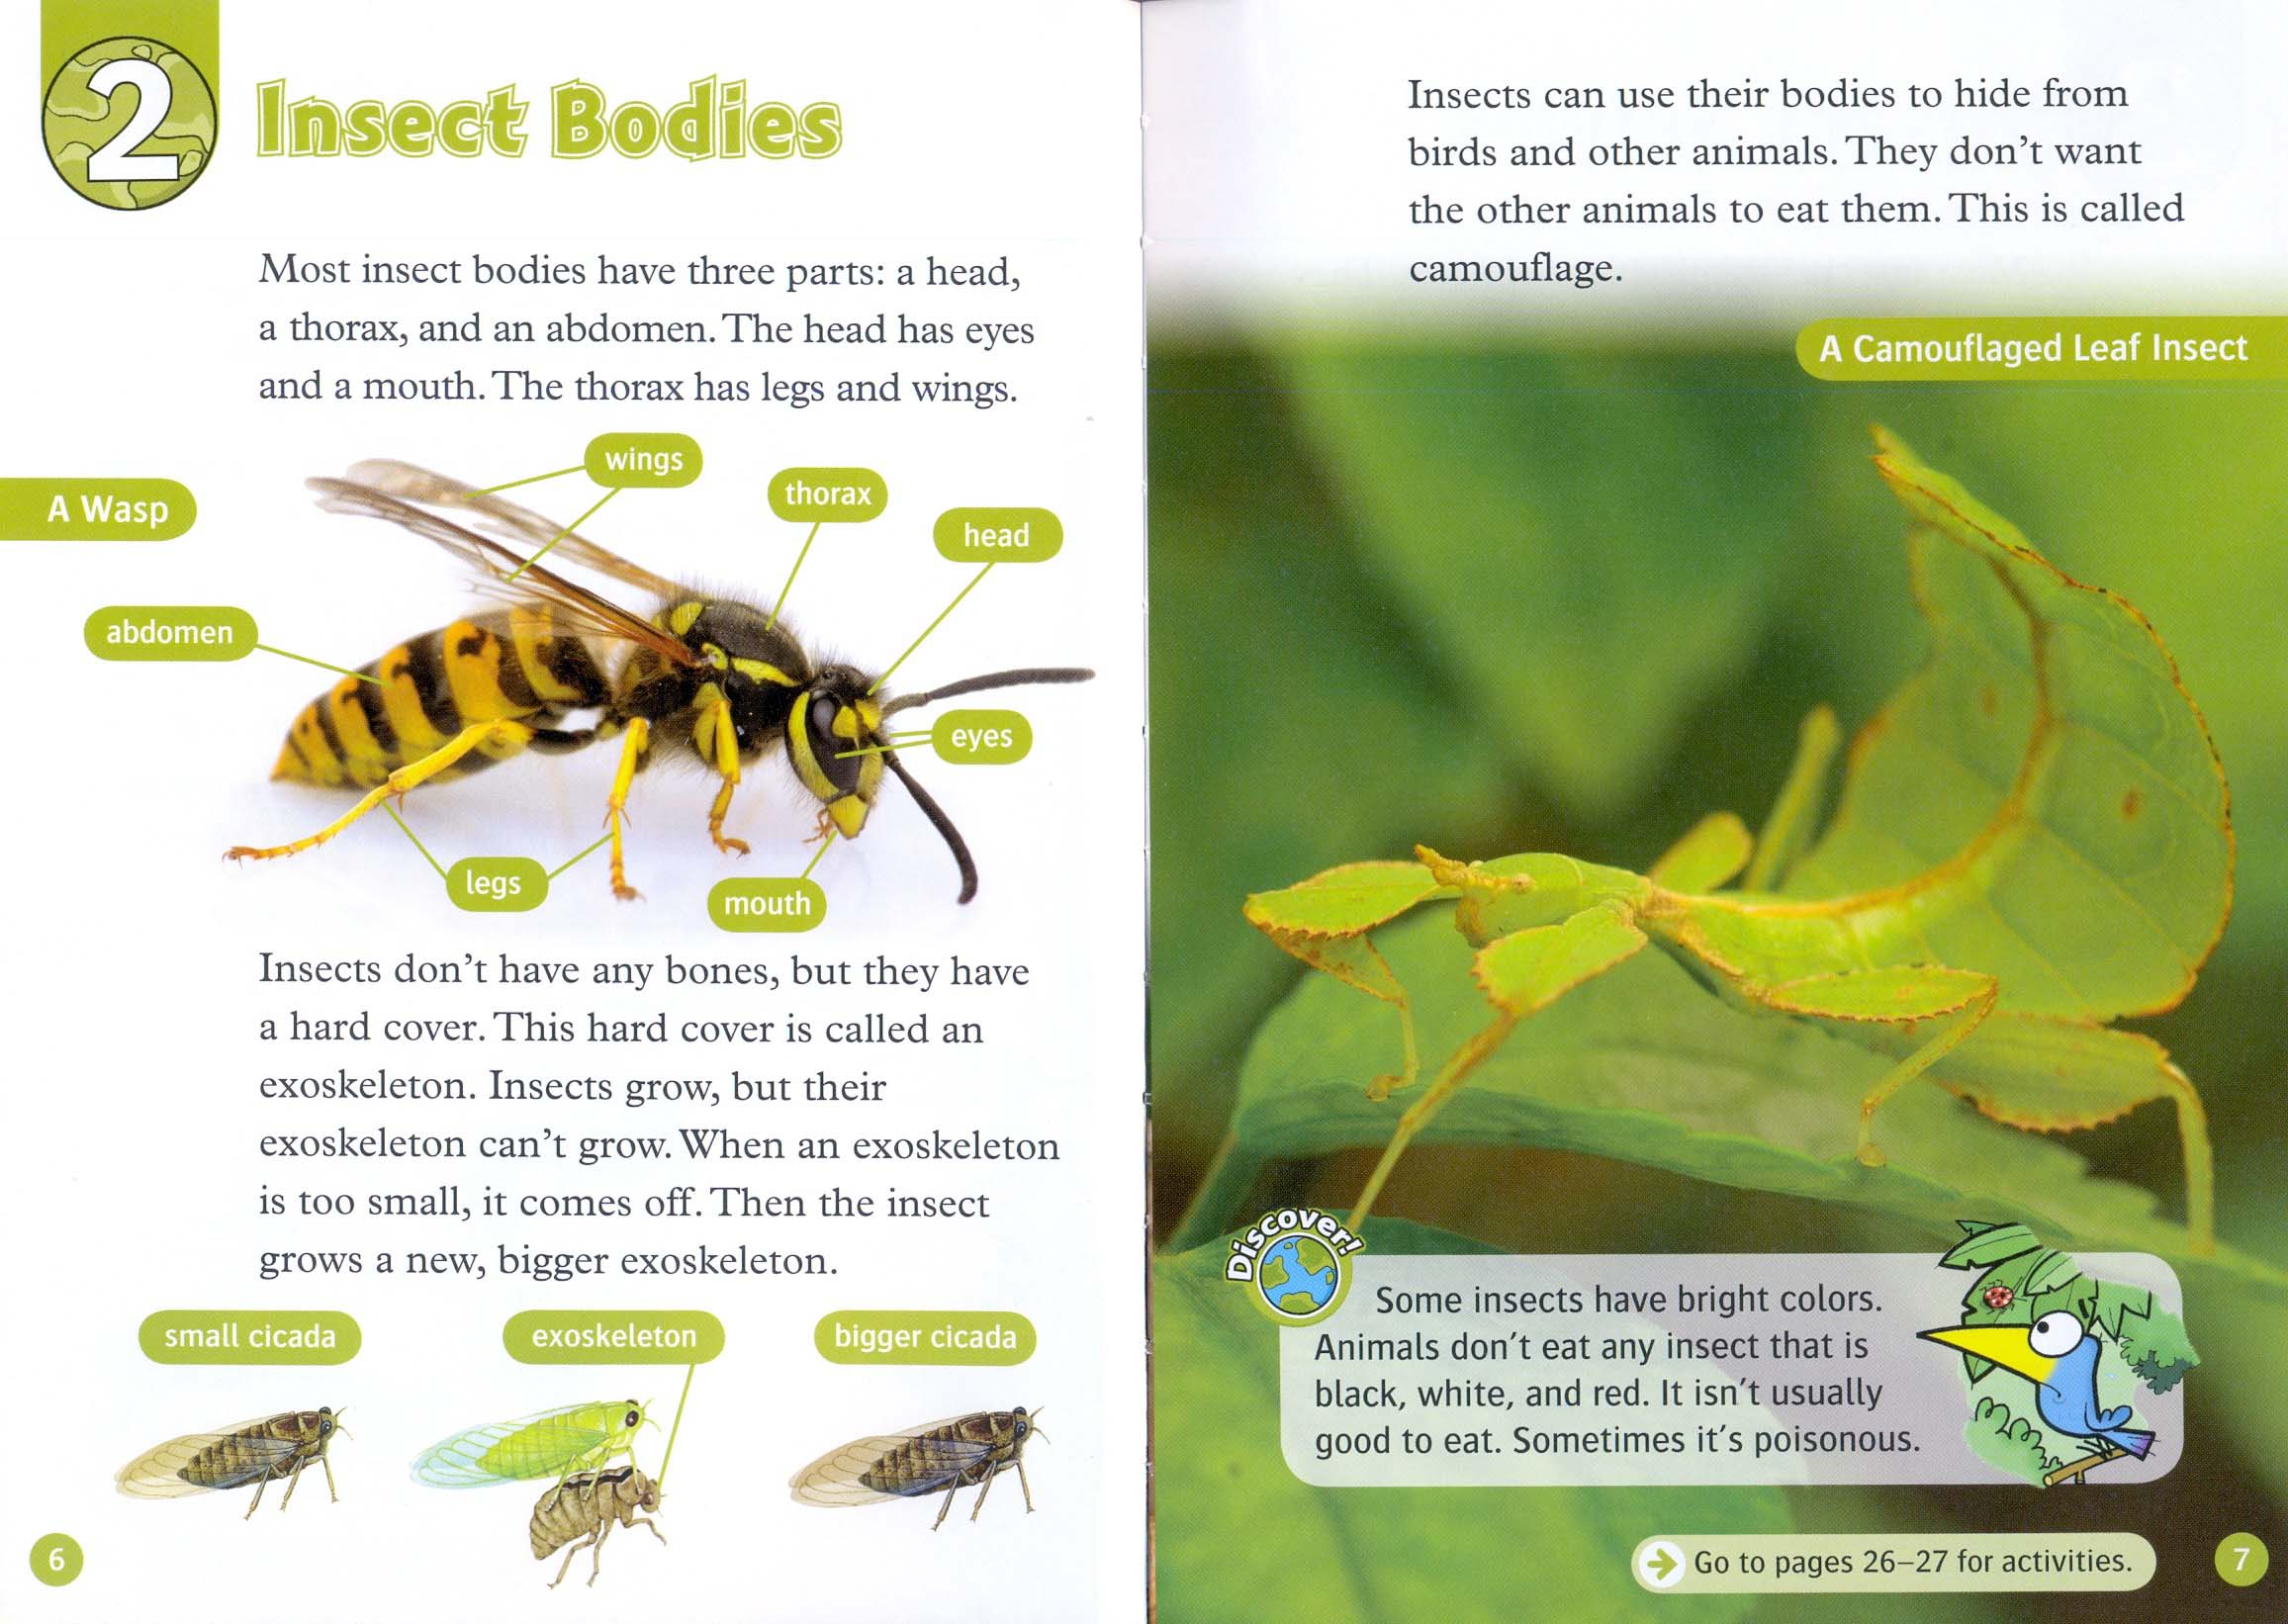 2
Insect Bodies
Most insect bodies have three parts: a head,
a thorax, and an abdomen. The head has eyes
and a mouth. The thorax has legs and wings.
A Wasp
wings
thorax
head
abdomen
eyes
legs
mouth
Insects don't have any bones, but they have
a hard cover. This hard cover is called an
exoskeleton. Insects grow, but their
exoskeleton can't grow. When an exoskeleton
is too small, it comes off. Then the insect
grows a new, bigger exoskeleton.
small cicada
exoskeleton
bigger cicada
6
Insects can use their bodies to hide from
birds and other animals. They don't want
the other animals to eat them. This is called
camouflage.
A Camouflaged Leaf Insect
Discover!
Some insects have bright colors.
Animals don't eat any insect that is
black, white, and red. It isn't usually
good to eat. Sometimes it's poisonous.
Go to pages 26–27 for activities.
7